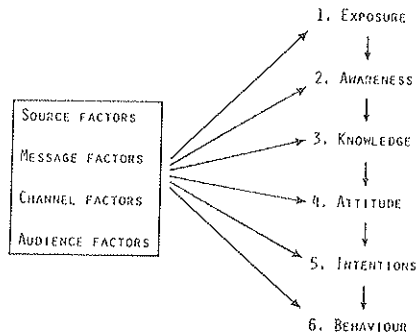 1. EXPOSURE
2. AWARENESS
SOURCE FACTORS
MESSAGE FACTORS
3. KNOWLEDGE
CHANNEL FACTORS
4. ATTITUDE
AUDIENCE FACTORS
5. INTENTIONS
6. BEHAVIOUR